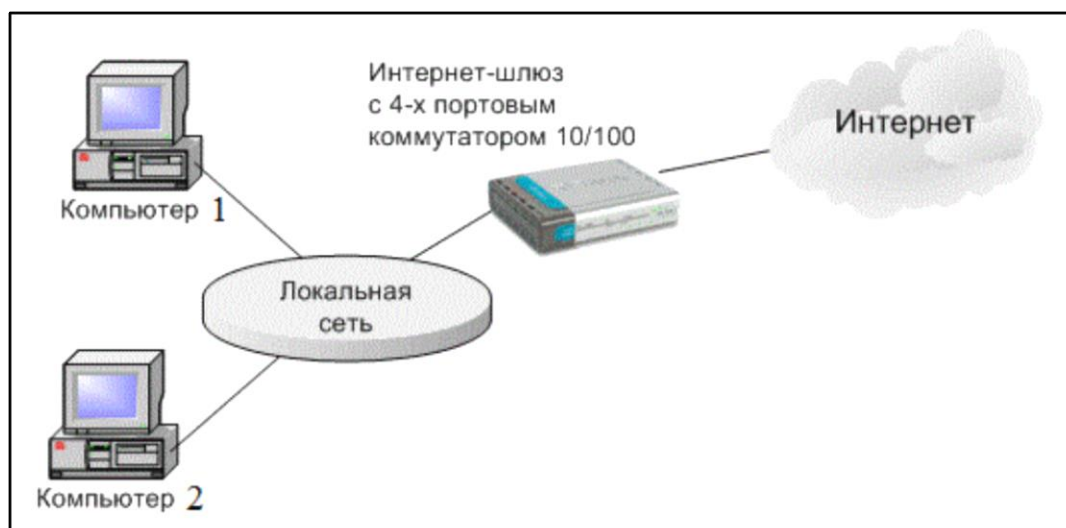 Интернет-шлюз
с 4-х портовым
коммутатором 10/100
Интернет
Компьютер 1
Локальная
сеть
Компьютер 2